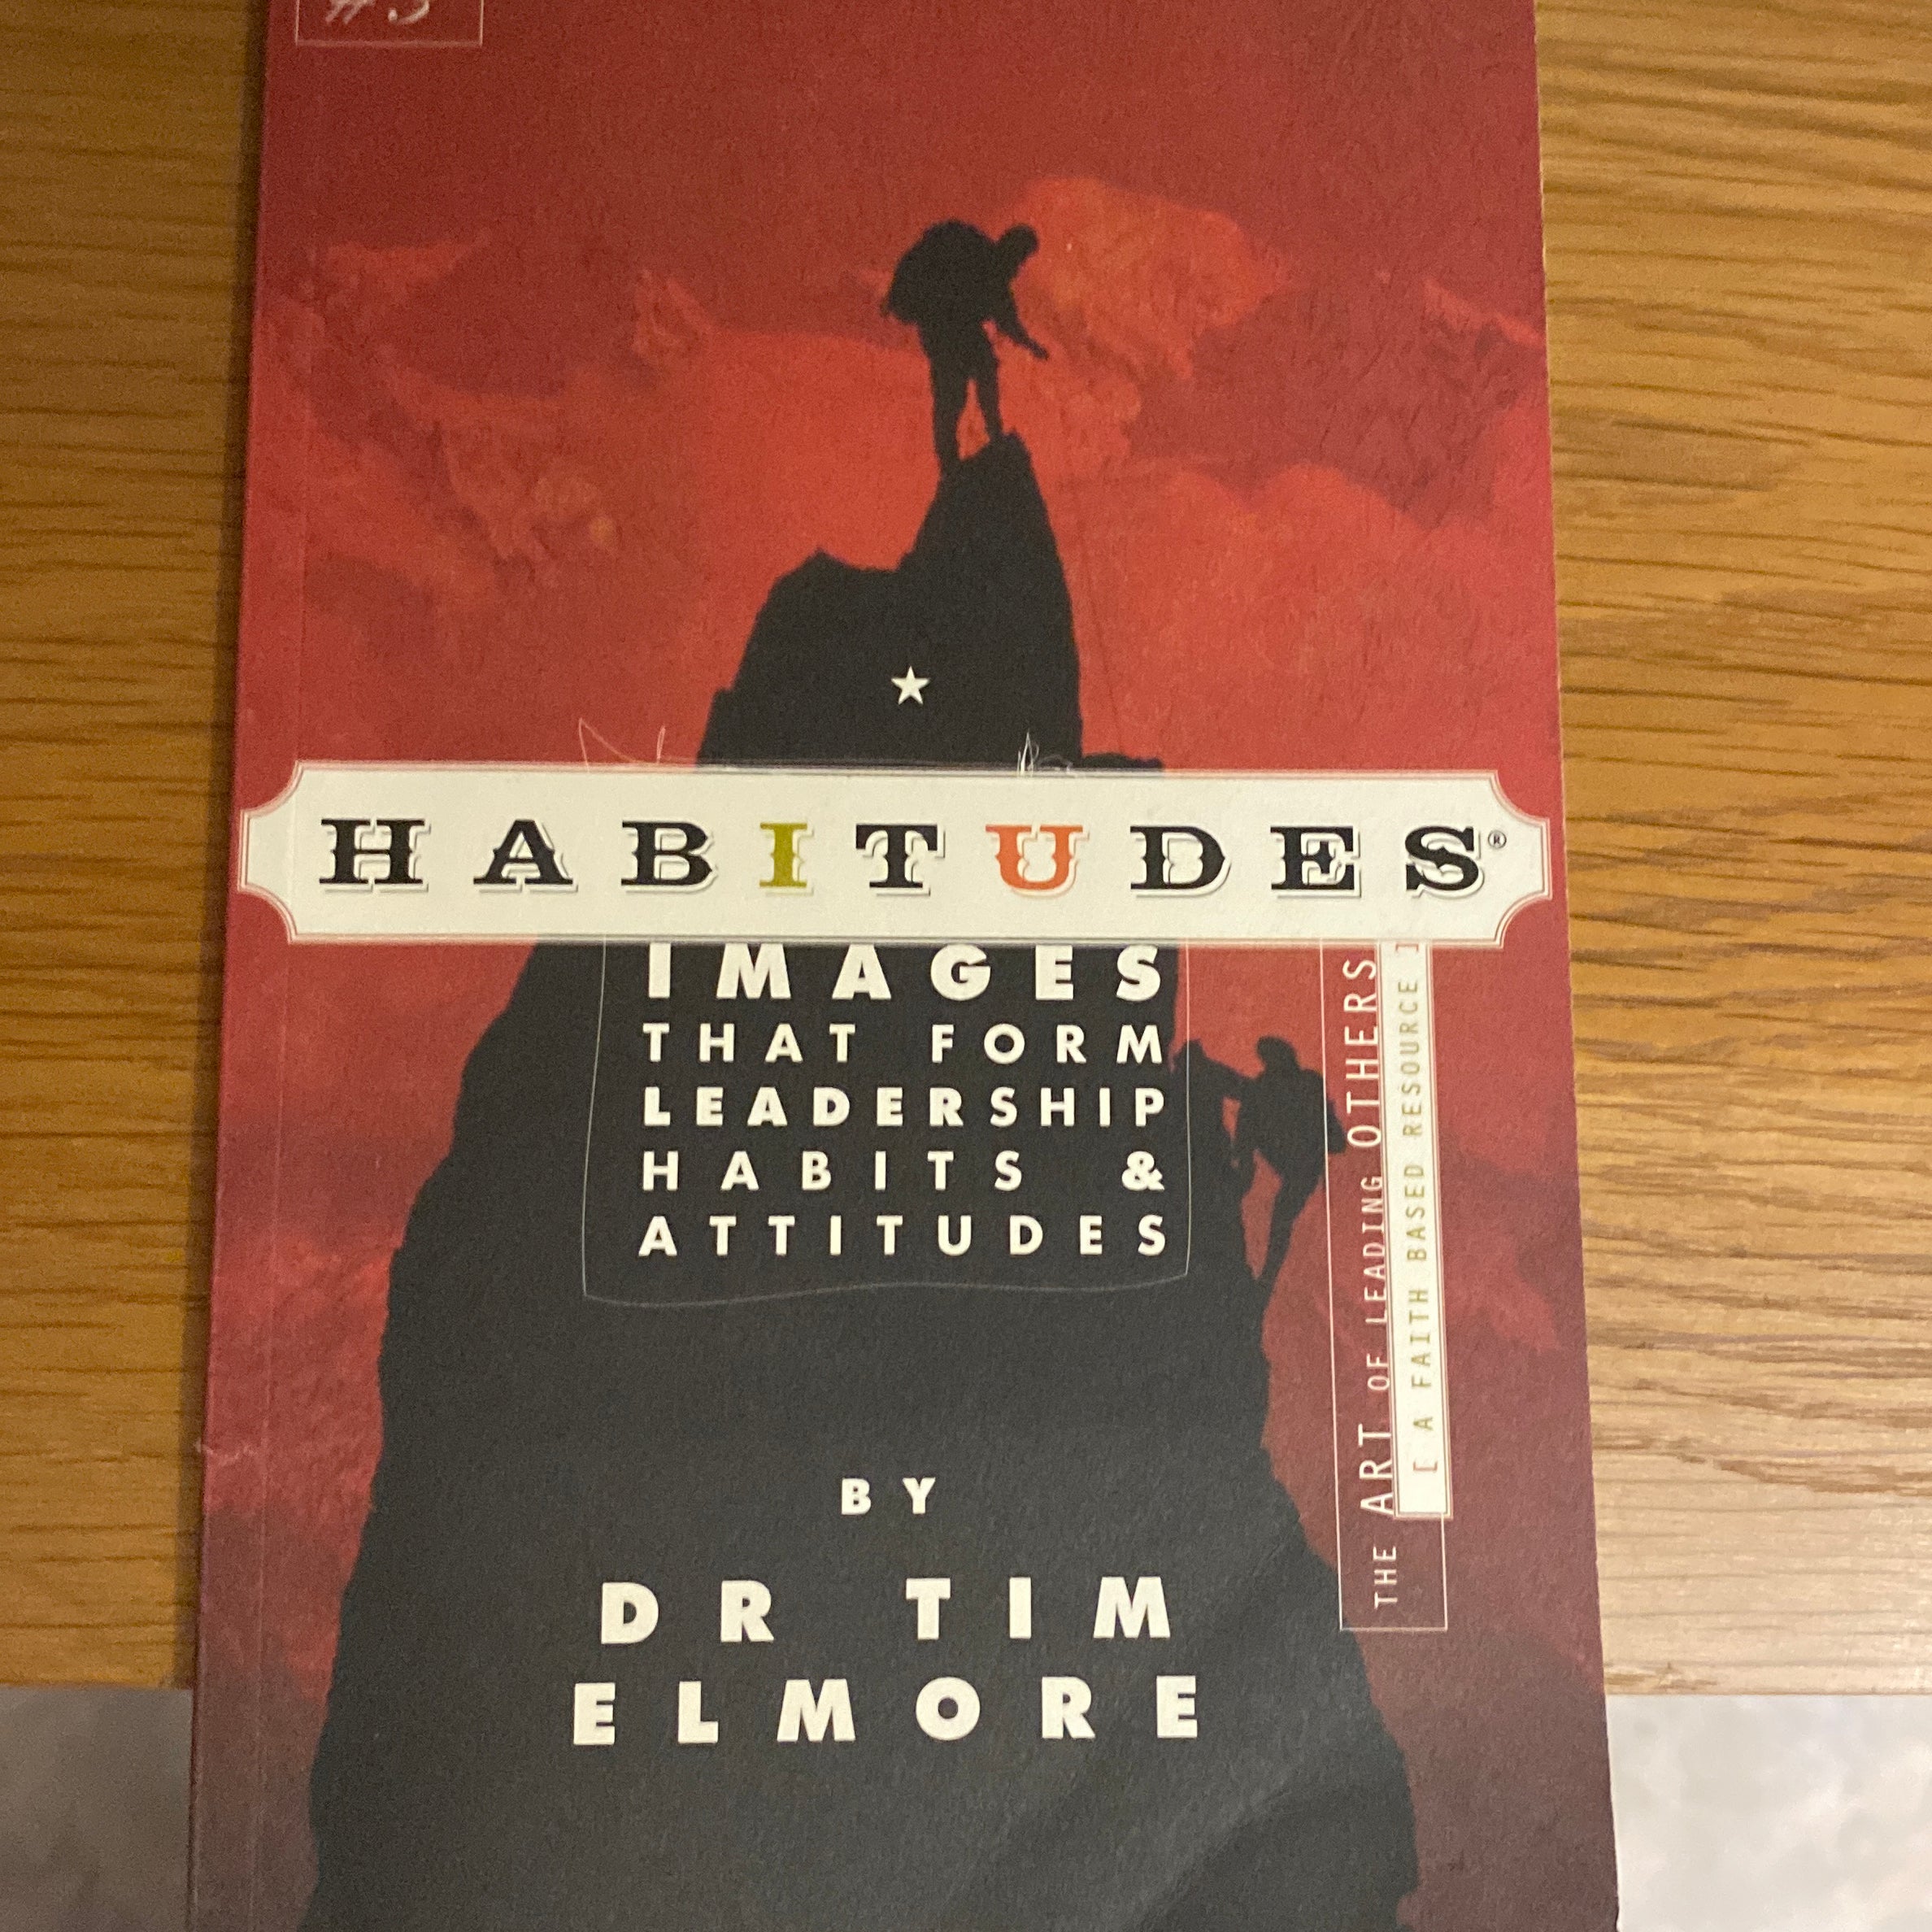 #3
HABITUDES®
IMAGES
THAT FORM
LEADERSHIP
HABITS &
ATTITUDES
THE ART OF LEADING OTHERS
[ A FAITH BASED RESOURCE ]
BY
DR TIM
ELMORE